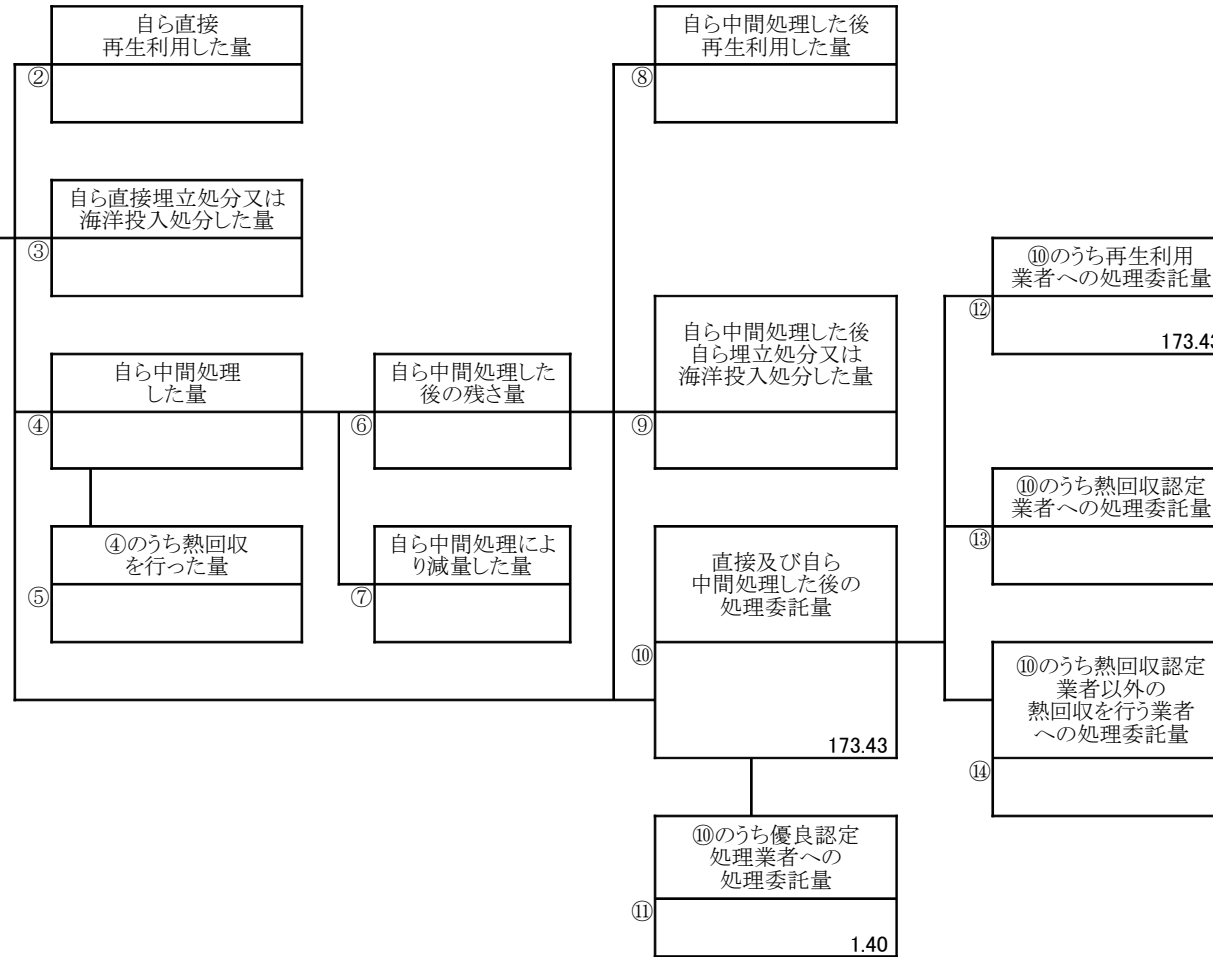 自ら直接
再生利用した量
②
自ら中間処理した後
再生利用した量
⑧
自ら直接埋立処分又は
海洋投入処分した量
③
⑩のうち再生利用
業者への処理委託量
⑫
173.43
自ら中間処理
した量
④
自ら中間処理した
後の残さ量
⑥
自ら中間処理した後
自ら埋立処分又は
海洋投入処分した量
⑨
⑩のうち熱回収認定
業者への処理委託量
⑬
④のうち熱回収
を行った量
⑤
自ら中間処理によ
り減量した量
⑦
直接及び自ら
中間処理した後の
処理委託量
⑩
173.43
⑩のうち熱回収認定
業者以外の
熱回収を行う業者
への処理委託量
⑭
⑩のうち優良認定
処理業者への
処理委託量
⑪
1.40